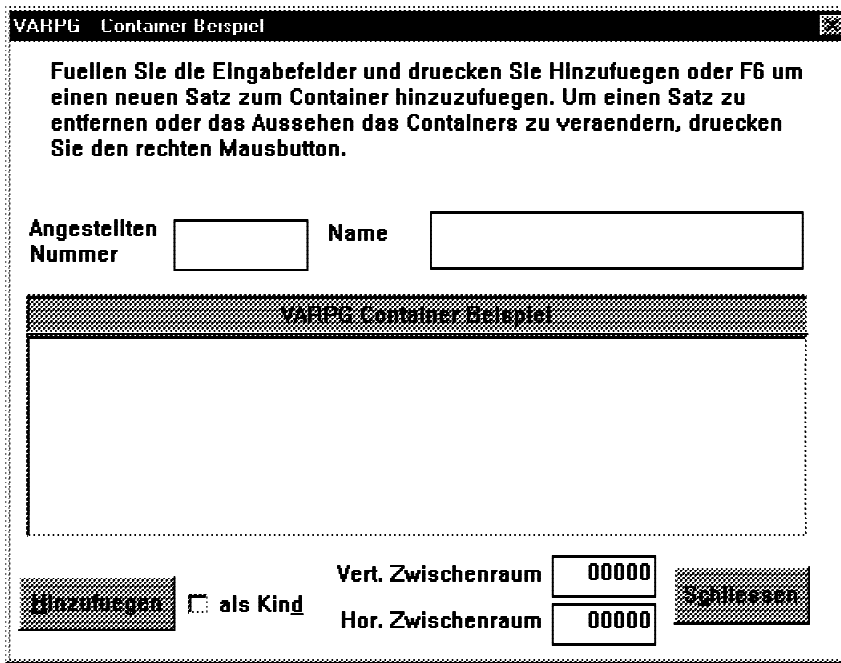 VARPG Container Beispiel
Fuellen Sie die Eingabefelder und druecken Sie Hinzufuegen oder F6 um
einen neuen Satz zum Container hinzuzufuegen. Um einen Satz zu
entfernen oder das Aussehen das Containers zu veraendern, druecken
Sie den rechten Mausbutton.
Angestellten
Nummer
Name
VARPG Container Beispiel
Vert. Zwischenraum 00000
Hinzufuegen als Kind Schliessen
Hor. Zwischenraum 00000